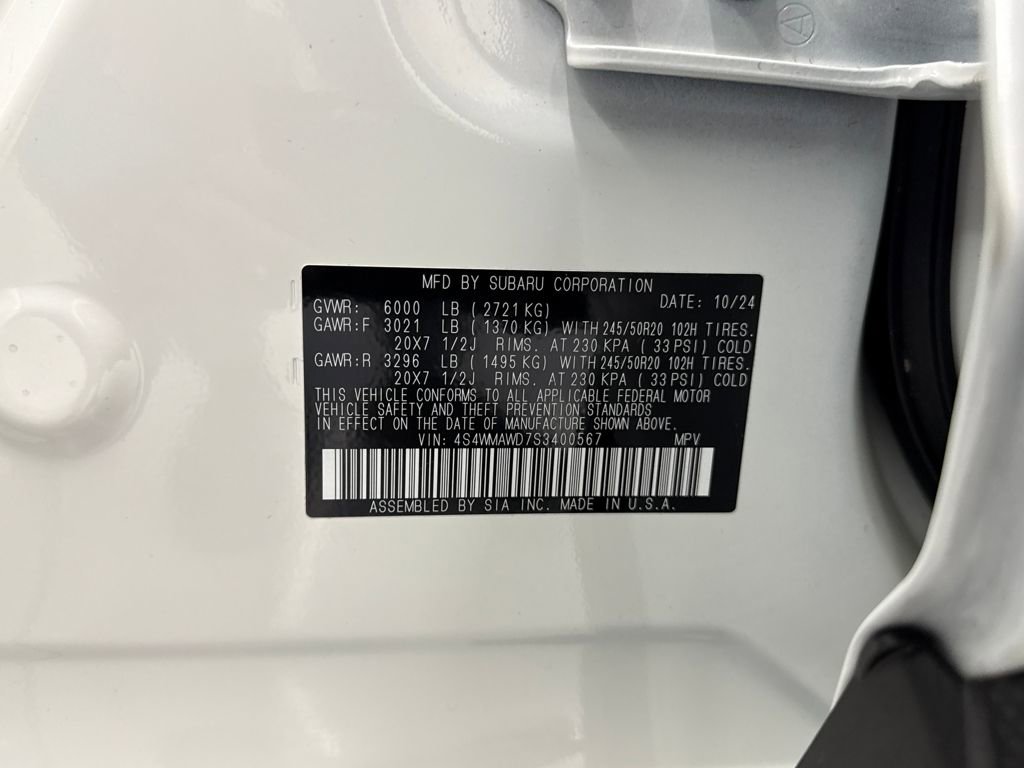 A
MFD BY SUBARU CORPORATION
GVWR: 6000 LB ( 2721 KG) DATE: 10/24
GAWR:F 3021 LB ( 1370 KG) WITH 245/50R20 102H TIRES.
20X7 1/2J RIMS. AT 230 KPA ( 33 PSI) COLD
GAWR:R 3296 LB ( 1495 KG) WITH 245/50R20 102H TIRES.
20X7 1/2J RIMS. AT 230 KPA ( 33 PSI) COLD
THIS VEHICLE CONFORMS TO ALL APPLICABLE FEDERAL MOTOR
VEHICLE SAFETY AND THEFT PREVENTION STANDARDS
IN EFFECT ON THE DATE OF MANUFACTURE SHOWN ABOVE.
VIN: 4S4WMAWD7S3400567 MPV
ASSEMBLED BY SIA INC. MADE IN U.S.A.